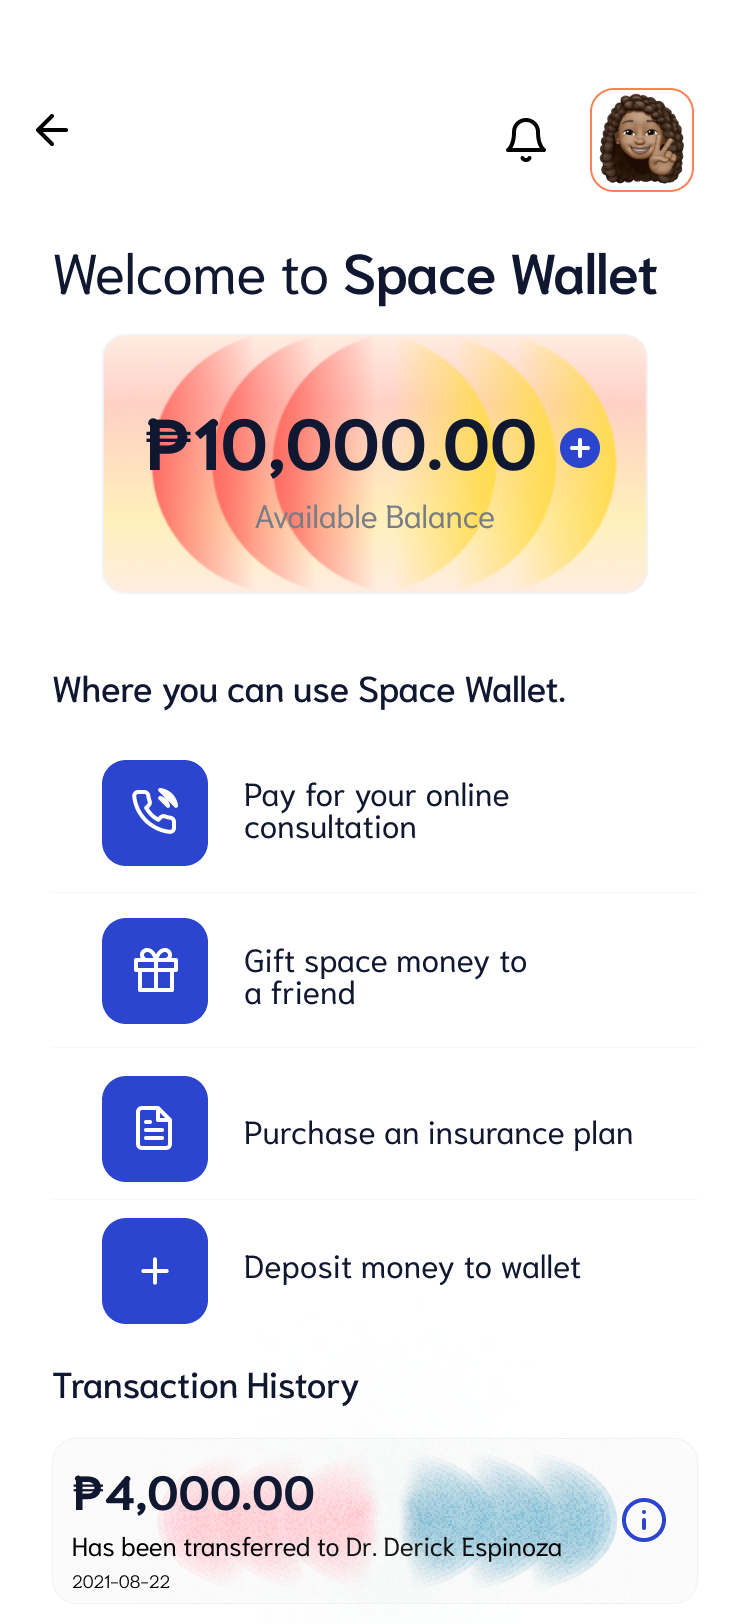 Welcome to Space Wallet
₱10,000.00
Available Balance
Where you can use Space Wallet.
Pay for your online
consultation
Gift space money to
a friend
Purchase an insurance plan
Deposit money to wallet
Transaction History
₱4,000.00
Has been transferred to Dr. Derick Espinoza
2021-08-22